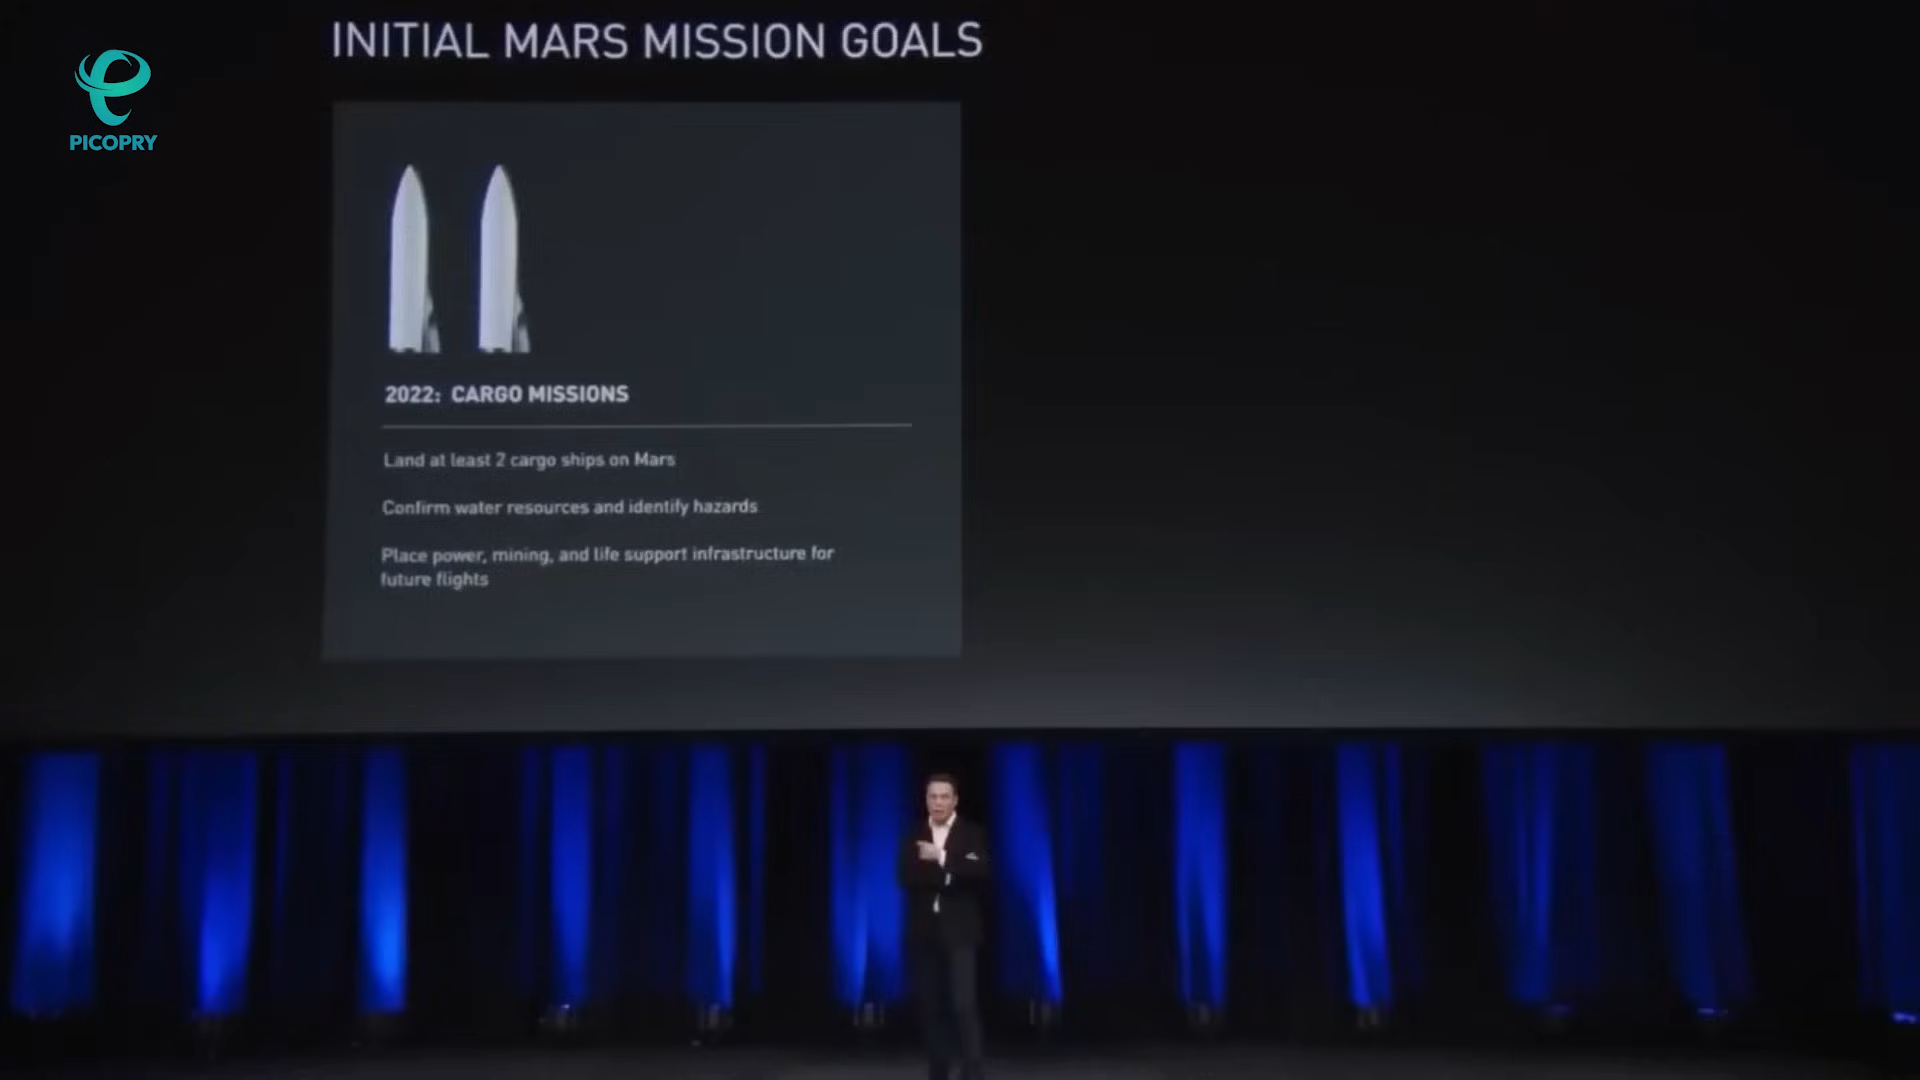 INITIAL MARS MISSION GOALS
PICOPRY
2022: CARGO MISSIONS
Land at least 2 cargo ships on Mars
Confirm water resources and identify hazards
Place power, mining, and life support infrastructure for
future flights